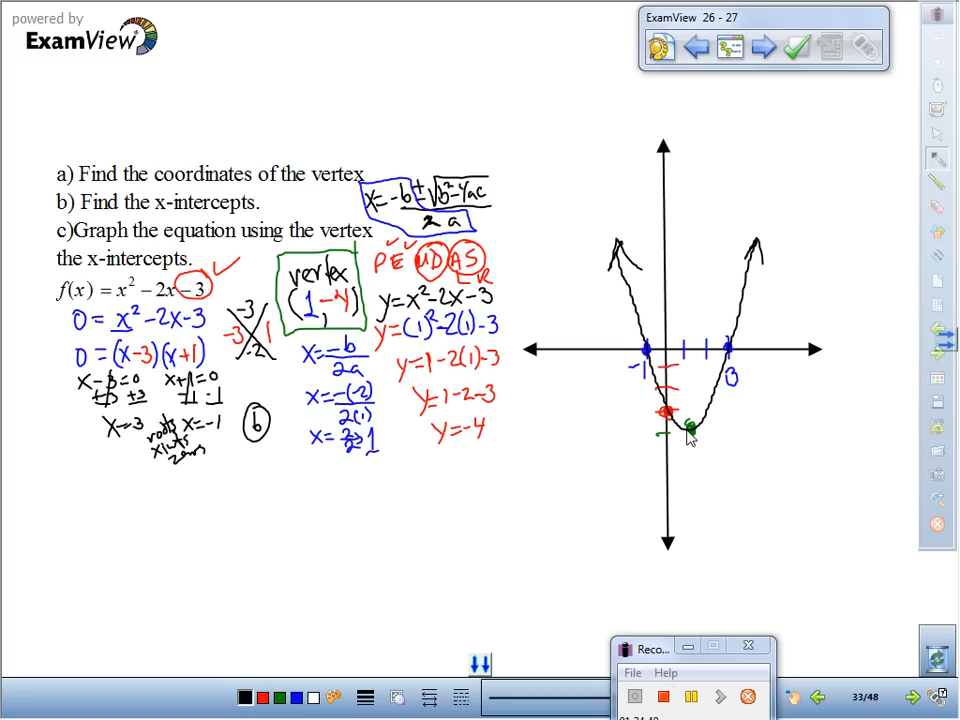 powered by
ExamView
ExamView 26 - 27
a) Find the coordinates of the vertex
b) Find the x-intercepts.
c)Graph the equation using the vertex
the x-intercepts.
f(x) = x² − 2x − 3
0 = x² − 2x − 3
0 = (x − 3)(x + 1)
x − 3 = 0 x + 1 = 0
+3 +3 −1 −1
x = 3 x = −1
roots
x ints
zeros
−3
−3 1
−2
b
vertex
(1, −4)
x = −b
2a
x = −(−2)
2(1)
x = 2/2 = 1
x = −b ± √b² − 4ac
2a
P E MD AS
L R
y = x² − 2x − 3
y = (1)² − 2(1) − 3
y = 1 − 2(1) − 3
y = 1 − 2 − 3
y = −4
−1 3
Reco...
File Help
33/48